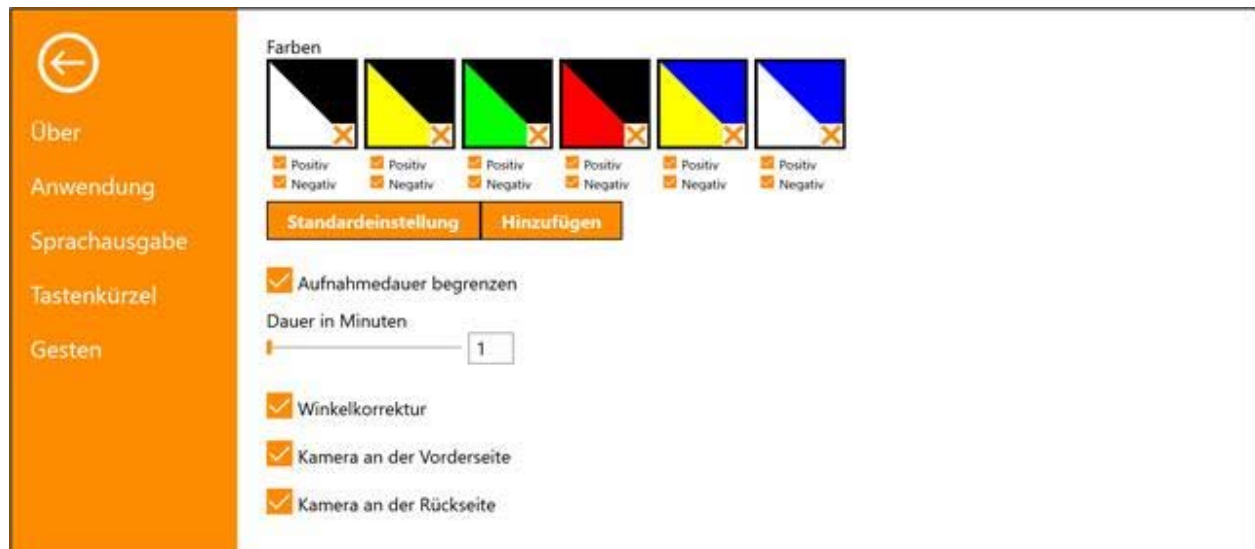 Über
Anwendung
Sprachausgabe
Tastenkürzel
Gesten
Farben
Positiv Positiv Positiv Positiv Positiv Positiv
Negativ Negativ Negativ Negativ Negativ Negativ
Standardeinstellung Hinzufügen
Aufnahmedauer begrenzen
Dauer in Minuten
1
Winkelkorrektur
Kamera an der Vorderseite
Kamera an der Rückseite